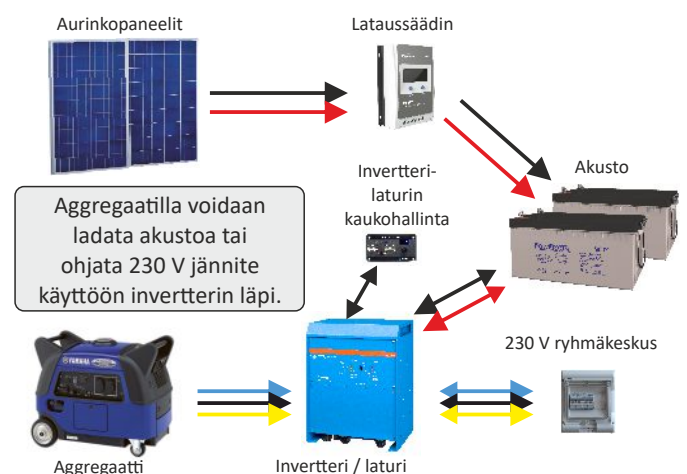 Aurinkopaneelit
Lataussäädin
Invertteri-
laturin
kaukohallinta
Akusto
Aggregaatilla voidaan
ladata akustoa tai
ohjata 230 V jännite
käyttöön invertterin läpi.
230 V ryhmäkeskus
YAMAHA
Aggregaatti
Invertteri / laturi